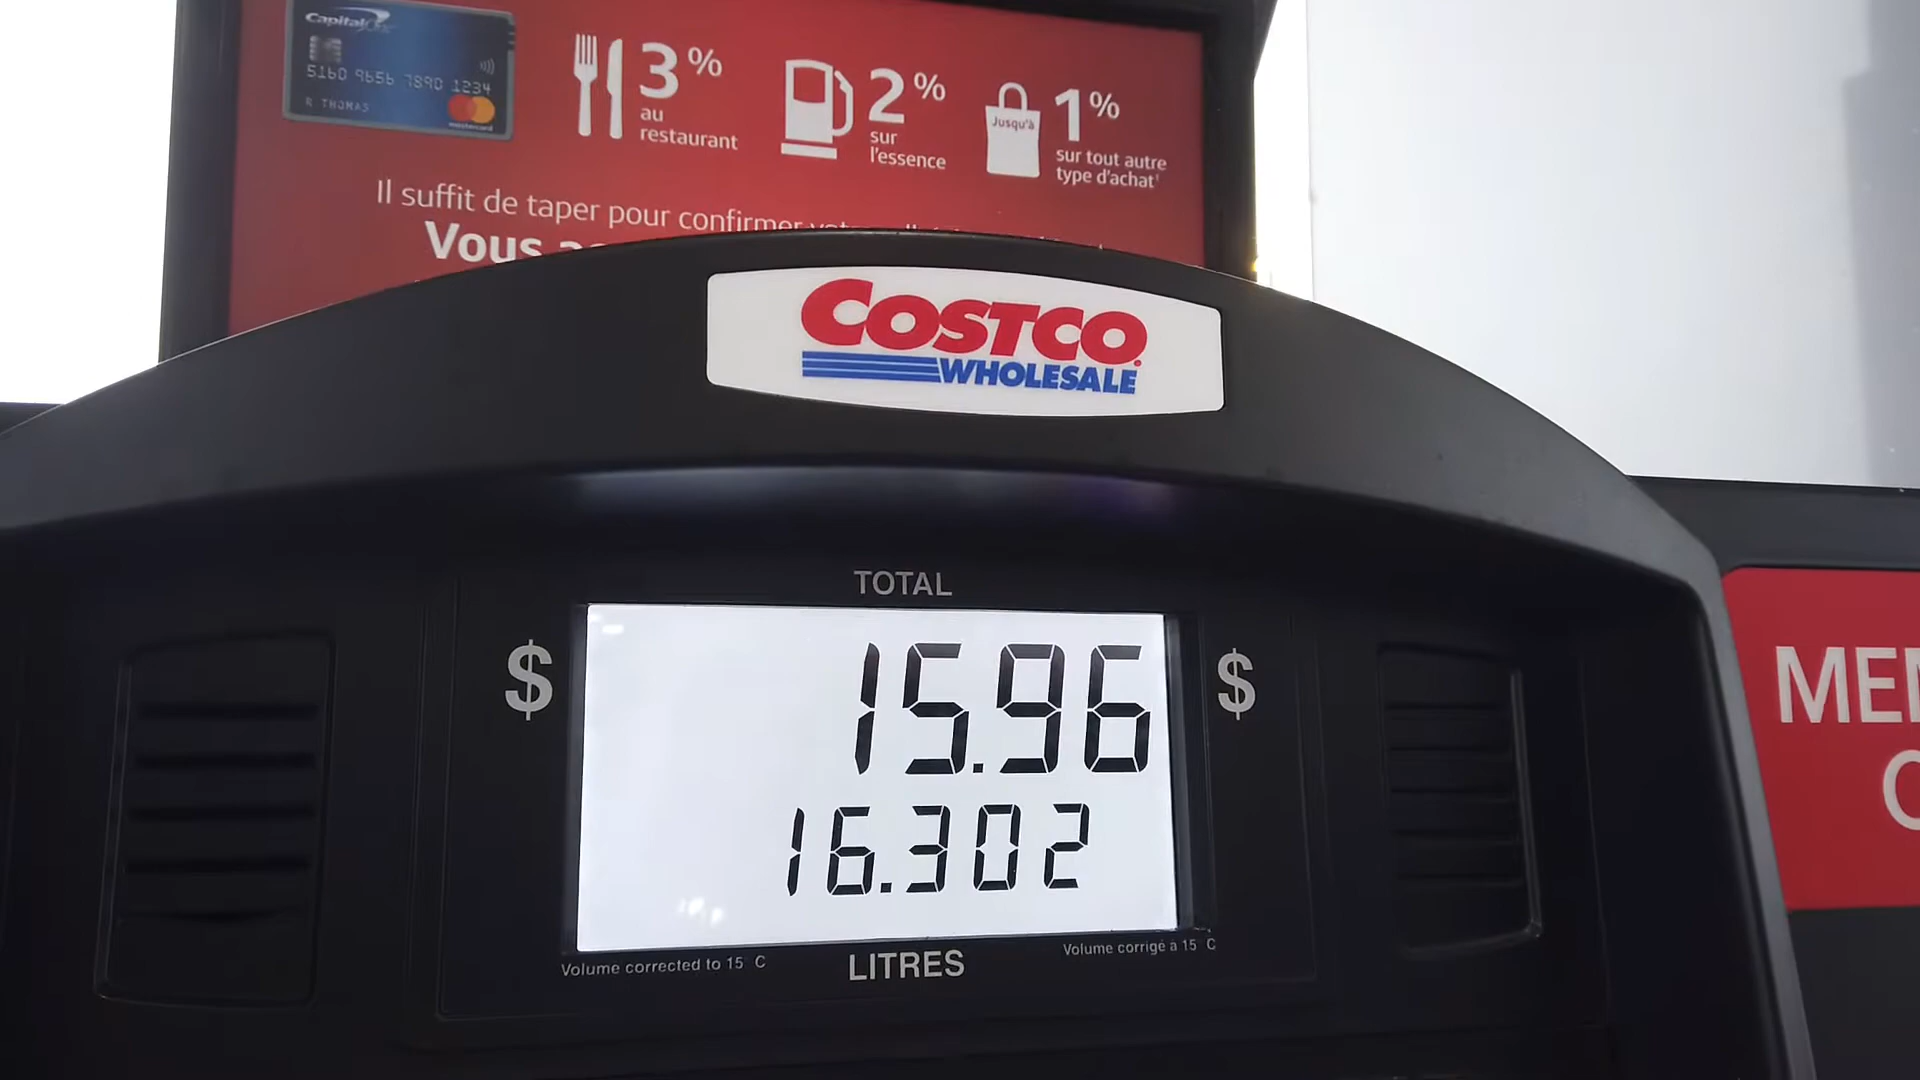 Capital One
5160 9656 7890 1234
R THOMAS
mastercard
3%
au
restaurant
2%
sur
l'essence
Jusqu'à
1%
sur tout autre
type d'achat¹
Il suffit de taper pour confirmer
Vous
COSTCO
WHOLESALE
TOTAL
$ 15.96 $
16.302
Volume corrected to 15 C
LITRES
Volume corrigé à 15 C